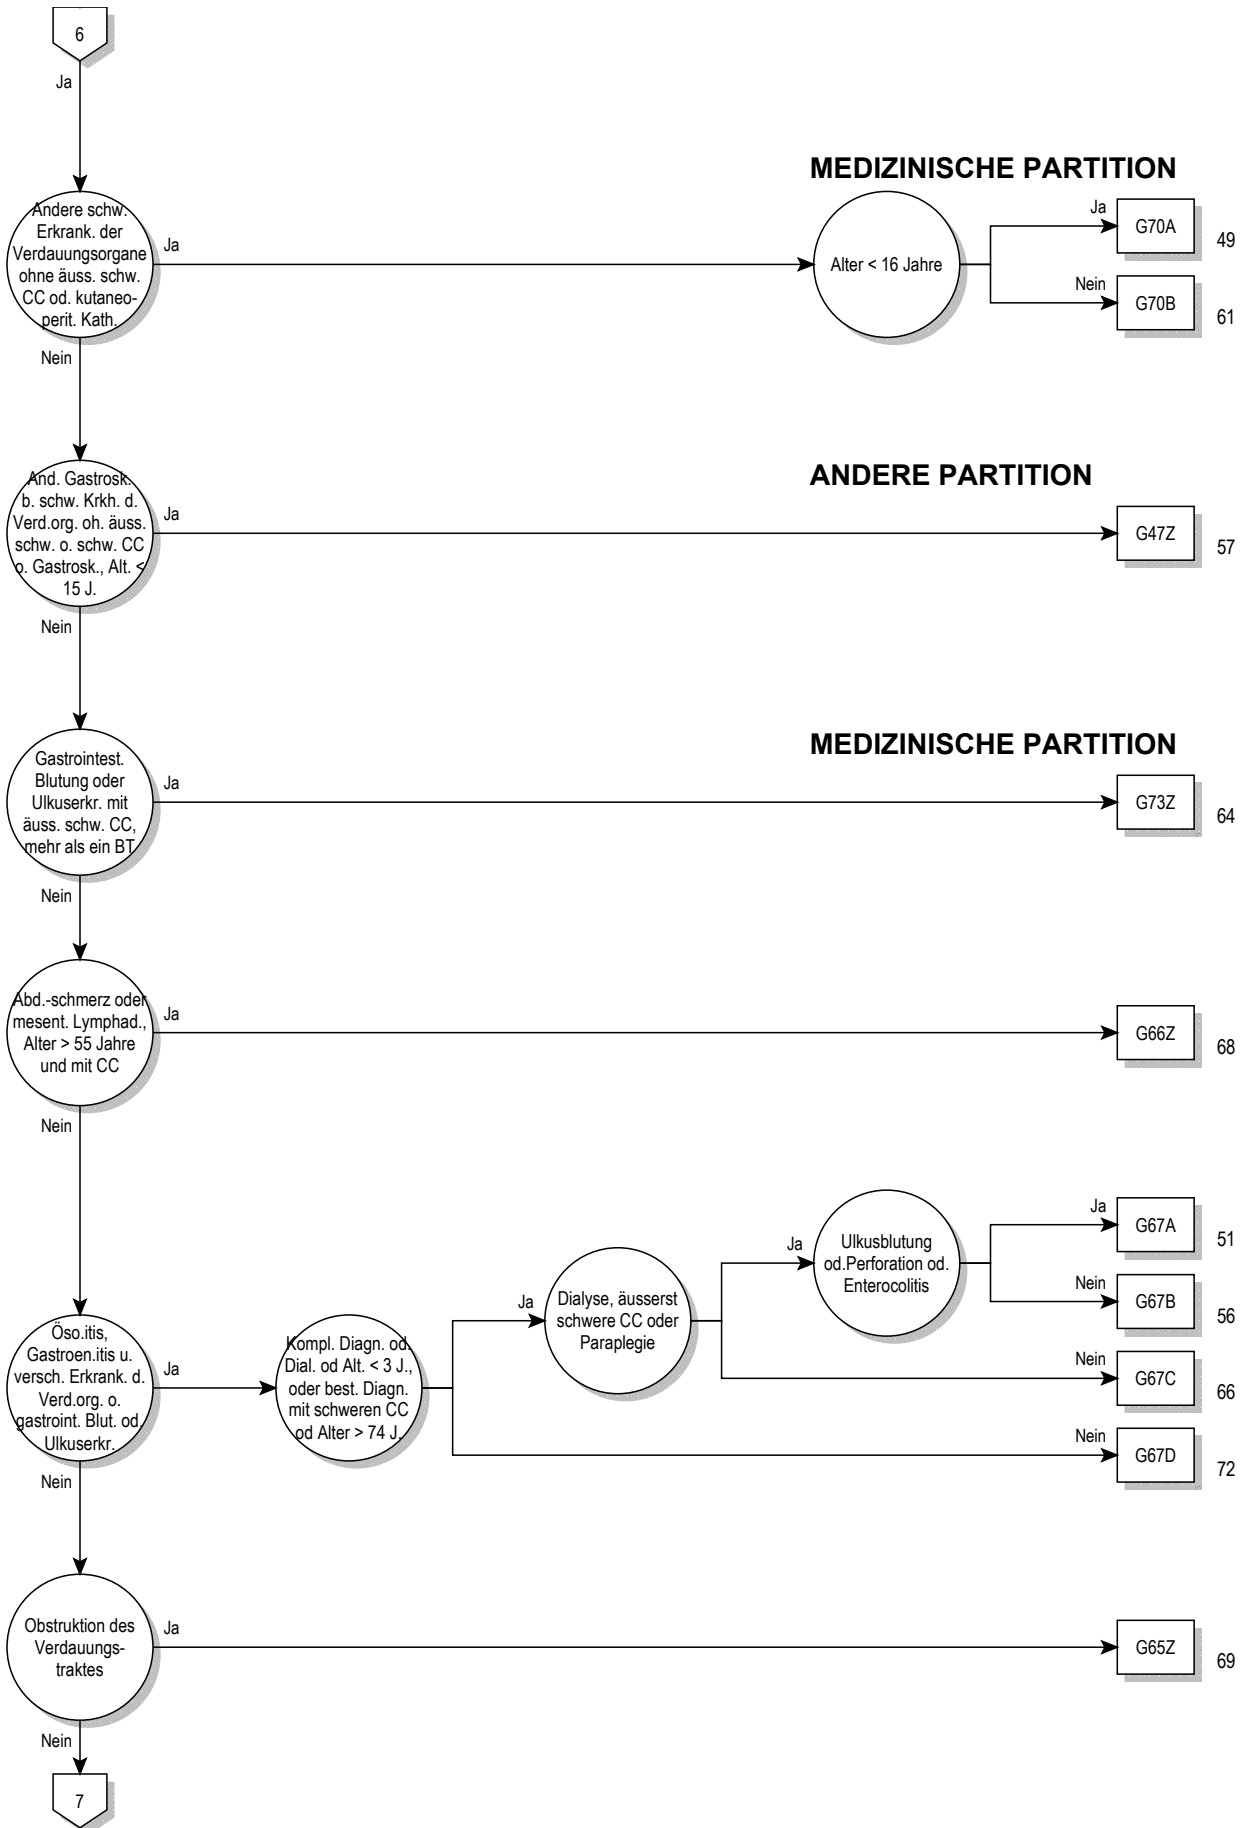 6
Ja
MEDIZINISCHE PARTITION
Andere schw.
Erkrank. der
Verdauungsorgane
ohne äuss. schw.
CC od. kutaneo-
perit. Kath.
Ja
Alter < 16 Jahre
Ja
G70A
49
Nein
G70B
61
Nein
ANDERE PARTITION
And. Gastrosk.
b. schw. Krkh. d.
Verd.org. oh. äuss.
schw. o. schw. CC
o. Gastrosk., Alt. <
15 J.
Ja
G47Z
57
Nein
MEDIZINISCHE PARTITION
Gastrointest.
Blutung oder
Ulkuserkr. mit
äuss. schw. CC,
mehr als ein BT
Ja
G73Z
64
Nein
Abd.-schmerz oder
mesent. Lymphad.,
Alter > 55 Jahre
und mit CC
Ja
G66Z
68
Nein
Öso.itis,
Gastroen.itis u.
versch. Erkrank. d.
Verd.org. o.
gastroint. Blut. od.
Ulkuserkr.
Ja
Kompl. Diagn. od.
Dial. od Alt. < 3 J.,
oder best. Diagn.
mit schweren CC
od Alter > 74 J.
Ja
Dialyse, äusserst
schwere CC oder
Paraplegie
Ja
Ulkusblutung
od.Perforation od.
Enterocolitis
Ja
G67A
51
Nein
G67B
56
Nein
G67C
66
Nein
G67D
72
Nein
Obstruktion des
Verdauungs-
traktes
Ja
G65Z
69
Nein
7